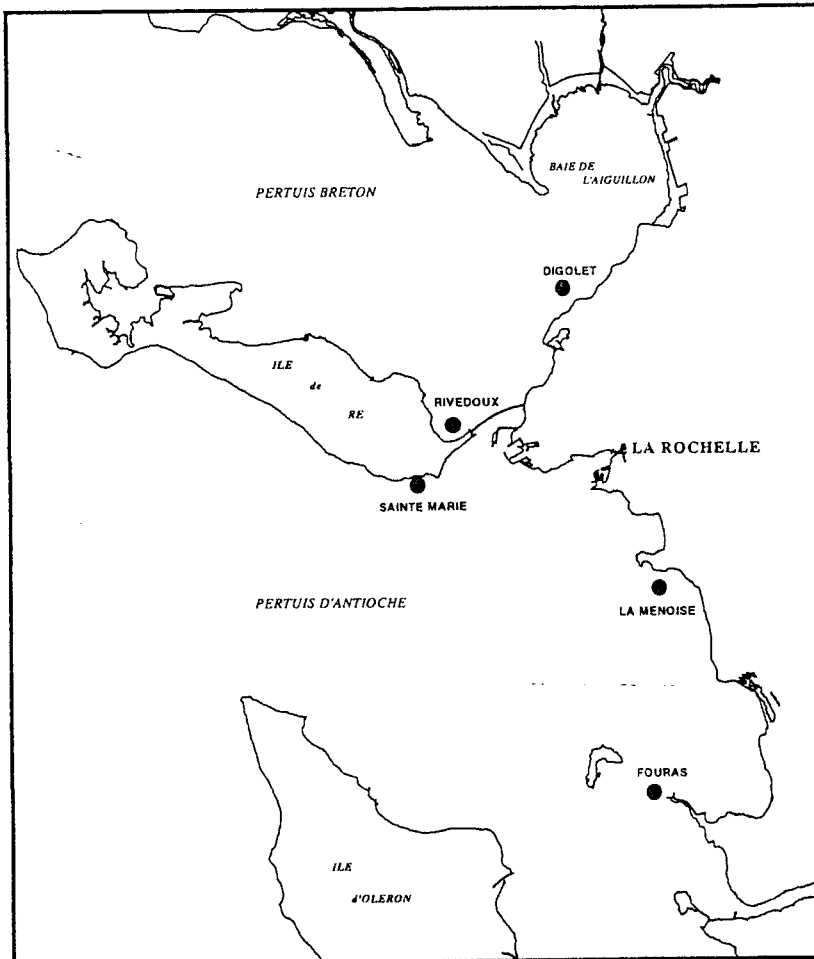 BAIE DE
L'AIGUILLON
PERTUIS BRETON
DIGOLET
ILE
de
RE
RIVEDOUX
LA ROCHELLE
SAINTE MARIE
PERTUIS D'ANTIOCHE
LA MENOISE
FOURAS
ILE
d'OLERON